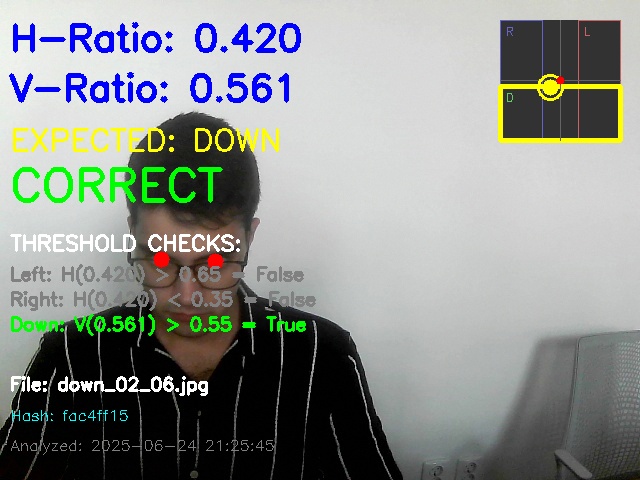 H-Ratio: 0.420
V-Ratio: 0.561
EXPECTED: DOWN
CORRECT
THRESHOLD CHECKS:
Left: H(0.420) > 0.65 = False
Right: H(0.420) < 0.35 = False
Down: V(0.561) > 0.55 = True
File: down_02_06.jpg
Hash: fac4ff15
Analyzed: 2025-06-24 21:25:45
R
L
D